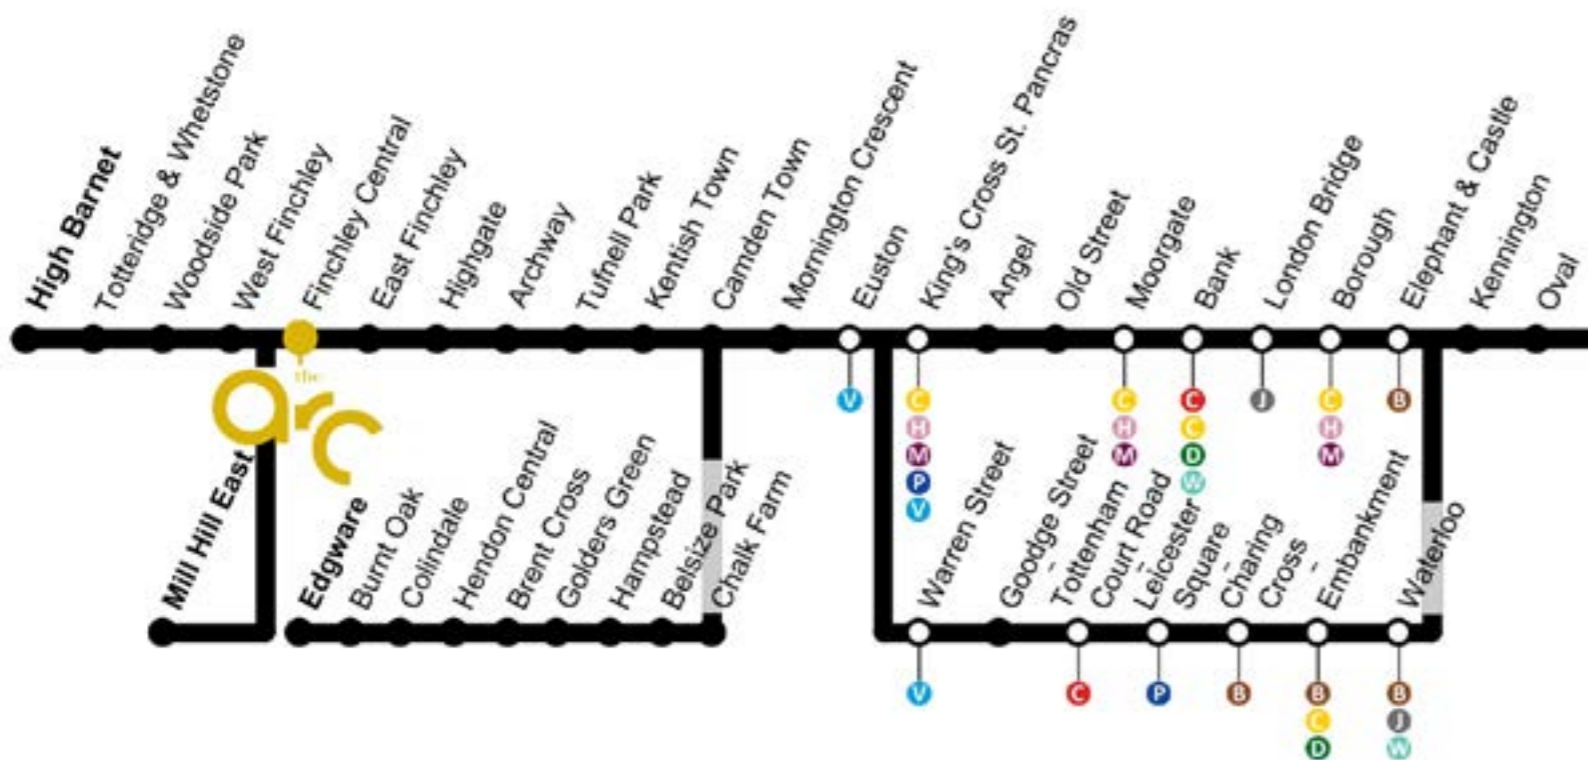 High Barnet
Totteridge & Whetstone
Woodside Park
West Finchley
Finchley Central
East Finchley
Highgate
Archway
Tufnell Park
Kentish Town
Camden Town
Mornington Crescent
Euston
King's Cross St. Pancras
Angel
Old Street
Moorgate
Bank
London Bridge
Borough
Elephant & Castle
Kennington
Oval
the
arc
V
C
H
M
P
V
C
H
M
C
C
D
W
J
C
H
M
B
Mill Hill East
Edgware
Burnt Oak
Colindale
Hendon Central
Brent Cross
Golders Green
Hampstead
Belsize Park
Chalk Farm
Warren Street
Goodge Street
Tottenham
Court Road
Leicester
Square
Charing
Cross
Embankment
Waterloo
V
C
P
B
B
C
D
B
J
W